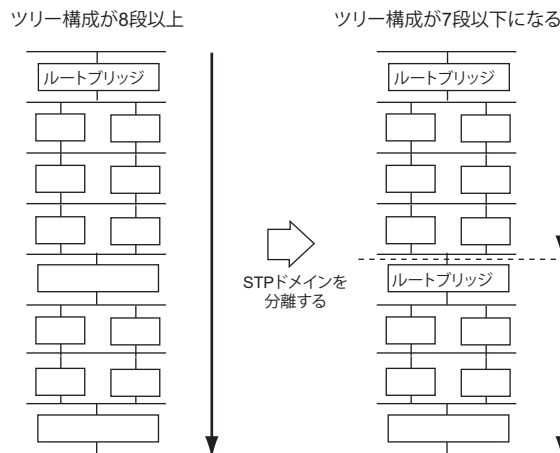 ツリー構成が8段以上
ツリー構成が7段以下になる
ルートブリッジ
ルートブリッジ
STPドメインを
分離する
ルートブリッジ